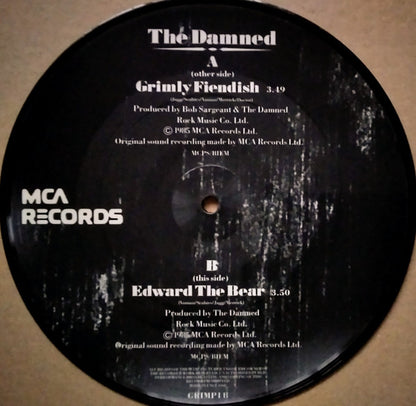 The Damned
A
(other side)
Grimly Fiendish 3.49
Produced by Bob Sargeant & The Damned
Rock Music Co. Ltd.
© 1985 MCA Records Ltd.
Original sound recording made by MCA Records Ltd.
MCPS/BIEM
MCA
RECORDS
B
(this side)
Edward The Bear 3.50
Produced by The Damned
Rock Music Co. Ltd.
© 1985 MCA Records Ltd.
Original sound recording made by MCA Records Ltd.
MCPS/BIEM
GRIMP 1 B